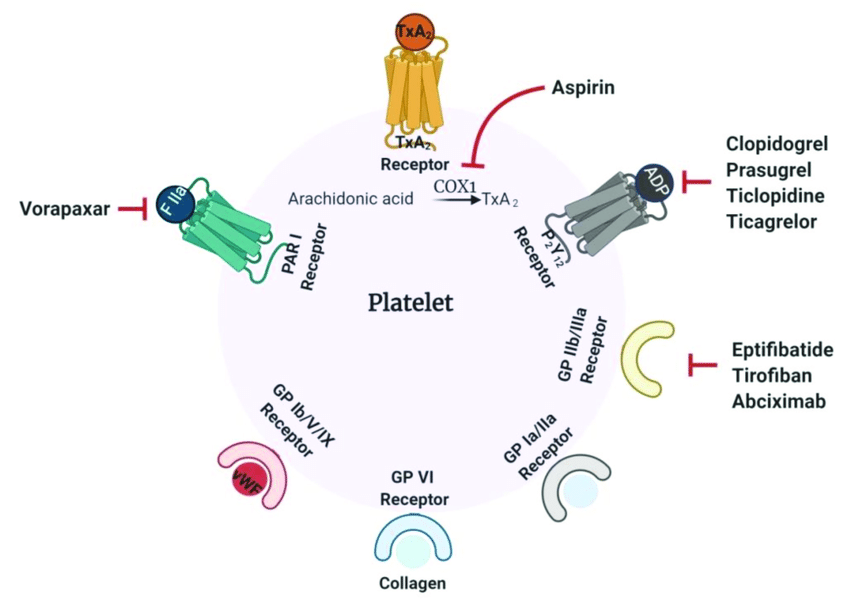 TxA₂
TxA₂
Receptor
Aspirin
Arachidonic acid
COX1
TxA₂
Clopidogrel
Prasugrel
Ticlopidine
Ticagrelor
ADP
P₂Y₁₂
Receptor
Vorapaxar
F IIa
PAR I
Receptor
Platelet
GP IIb/IIIa
Receptor
Eptifibatide
Tirofiban
Abciximab
GP Ib/V/IX
Receptor
vWF
GP VI
Receptor
Collagen
GP Ia/IIa
Receptor